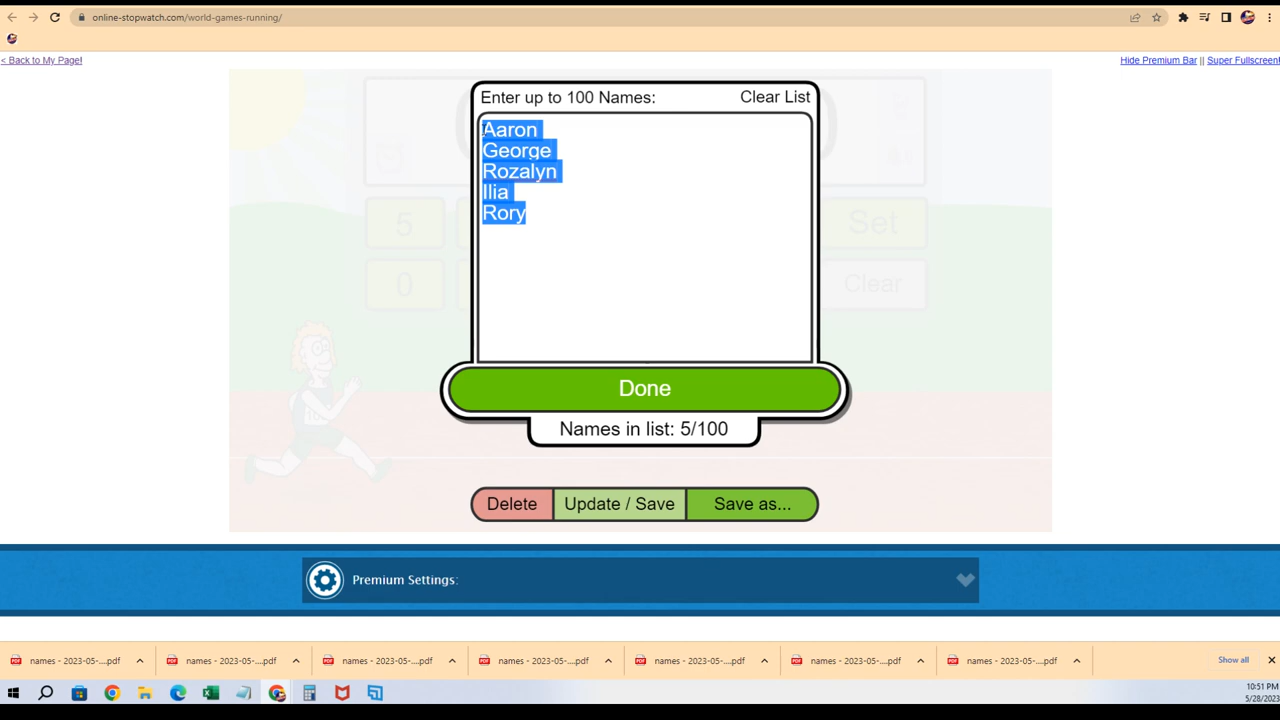 online-stopwatch.com/world-games-running/
< Back to My Page!
Hide Premium Bar || Super Fullscreen!
Enter up to 100 Names: Clear List
Aaron
George
Rozalyn
Ilia
Rory
5
Set
0
Clear
Done
Names in list: 5/100
Delete
Update / Save
Save as...
Premium Settings:
names - 2023-05-....pdf
names - 2023-05-....pdf
names - 2023-05-....pdf
names - 2023-05-....pdf
names - 2023-05-....pdf
names - 2023-05-....pdf
names - 2023-05-....pdf
Show all
10:51 PM
5/28/2023